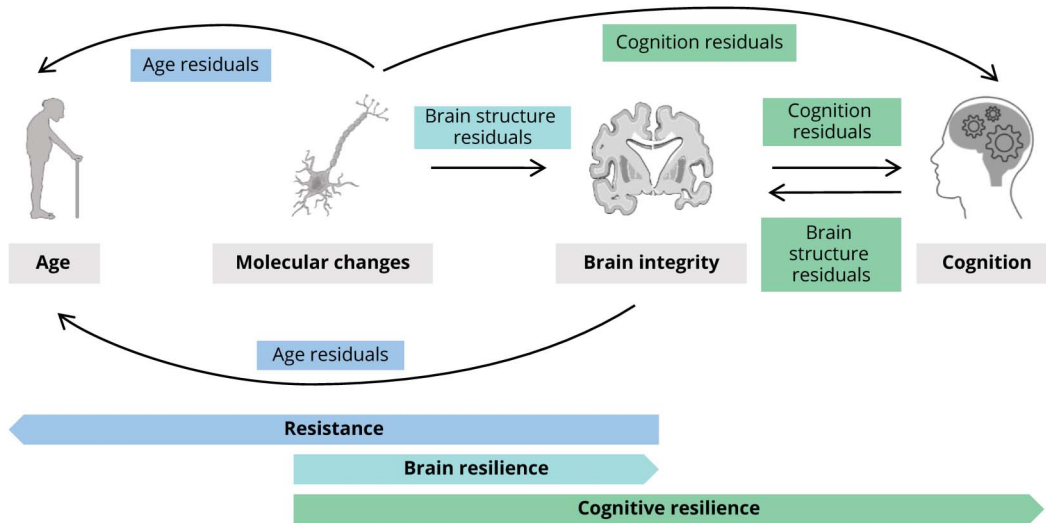 Cognition residuals
Age residuals
Brain structure
residuals
Cognition
residuals
Brain
structure
residuals
Age
Molecular changes
Brain integrity
Cognition
Age residuals
Resistance
Brain resilience
Cognitive resilience